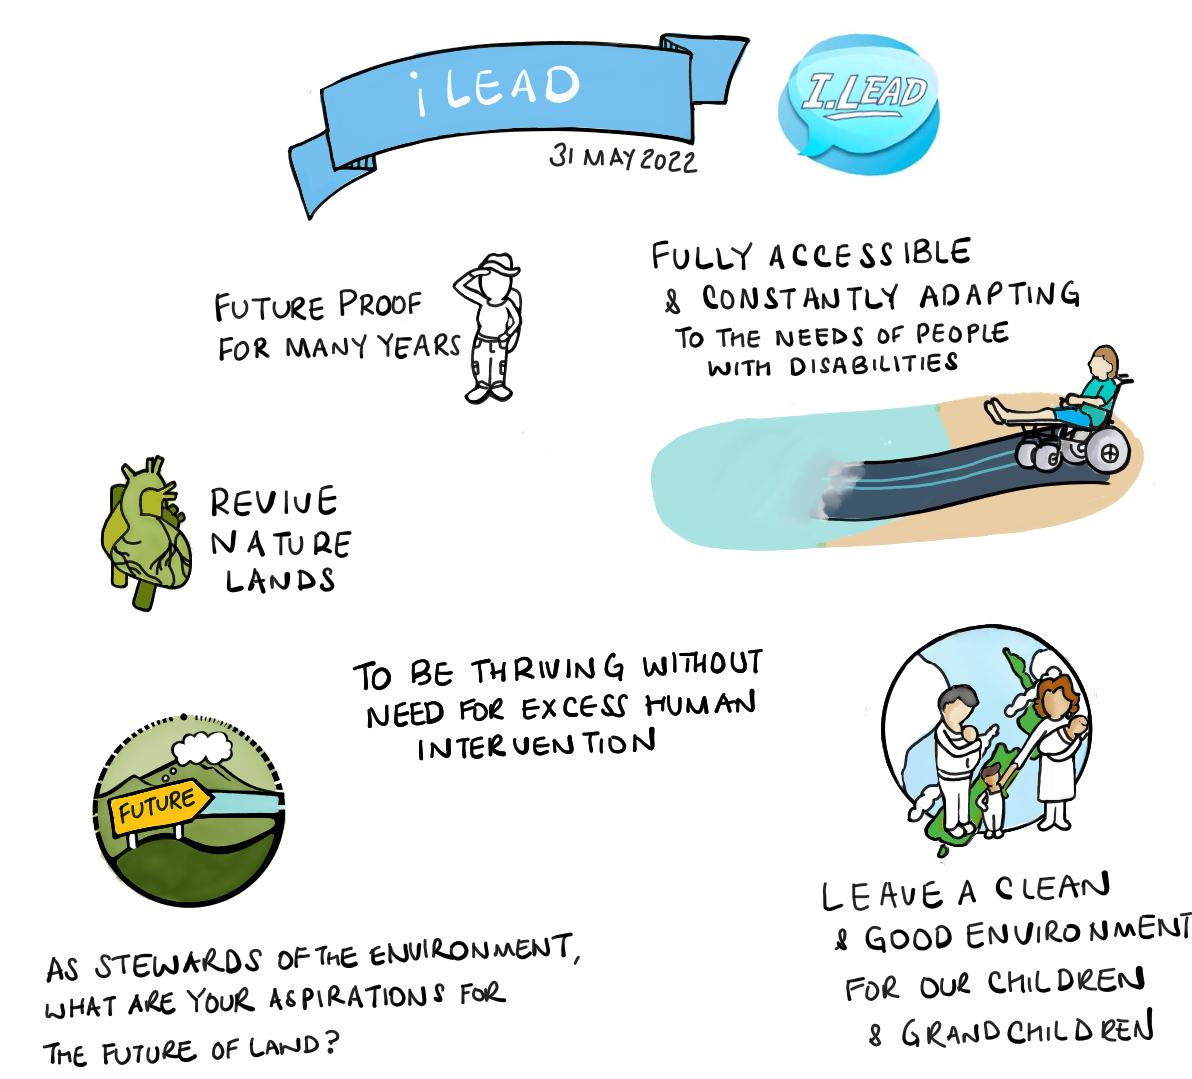 i LEAD
I.LEAD
31 MAY 2022
FUTURE PROOF
FOR MANY YEARS
FULLY ACCESSIBLE
& CONSTANTLY ADAPTING
TO THE NEEDS OF PEOPLE
WITH DISABILITIES
REVIVE
NATURE
LANDS
TO BE THRIVING WITHOUT
NEED FOR EXCESS HUMAN
INTERVENTION
FUTURE
AS STEWARDS OF THE ENVIRONMENT,
WHAT ARE YOUR ASPIRATIONS FOR
THE FUTURE OF LAND?
LEAVE A CLEAN
& GOOD ENVIRONMENT
FOR OUR CHILDREN
& GRANDCHILDREN